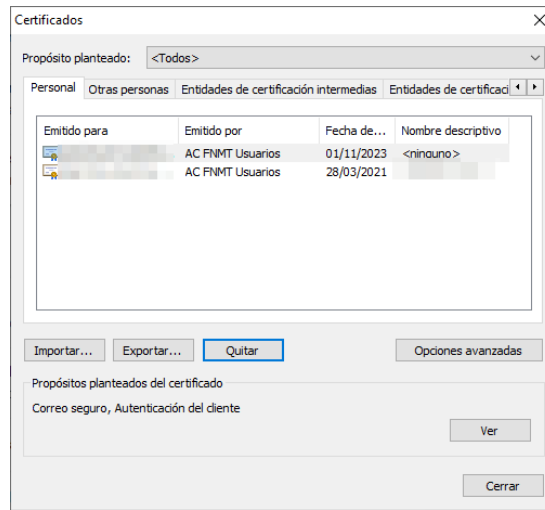 Certificados
Propósito planteado: <Todos>
Personal Otras personas Entidades de certificación intermedias Entidades de certificaci
Emitido para Emitido por Fecha de... Nombre descriptivo
AC FNMT Usuarios 01/11/2023 <ninguno>
AC FNMT Usuarios 28/03/2021
Importar... Exportar... Quitar Opciones avanzadas
Propósitos planteados del certificado
Correo seguro, Autenticación del cliente
Ver
Cerrar